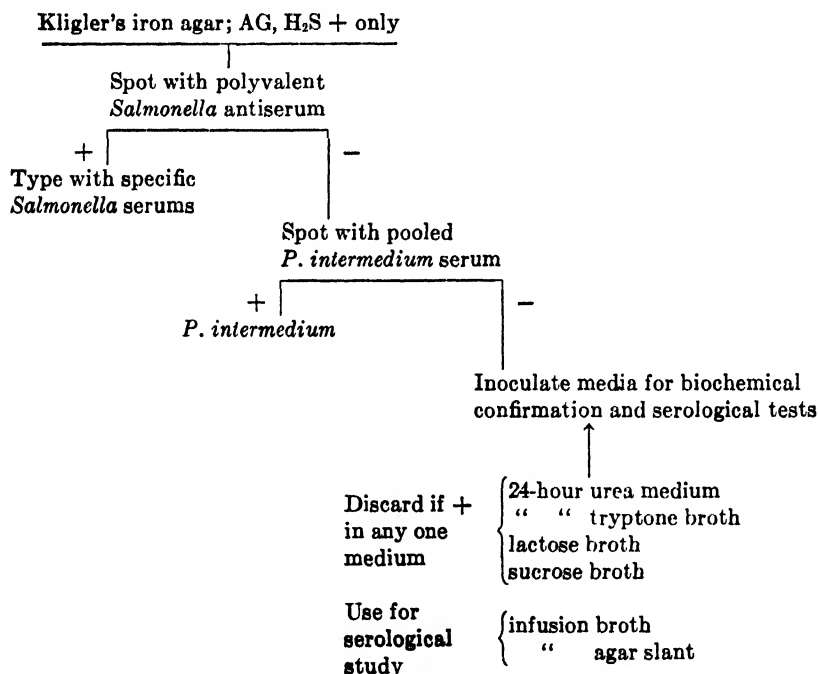 Kligler's iron agar; AG, H₂S + only
Spot with polyvalent
Salmonella antiserum
+ −
Type with specific
Salmonella serums
Spot with pooled
P. intermedium serum
+ −
P. intermedium
Inoculate media for biochemical
confirmation and serological tests
Discard if +
in any one
medium
24-hour urea medium
“ “ tryptone broth
lactose broth
sucrose broth
Use for
serological
study
infusion broth
“ agar slant